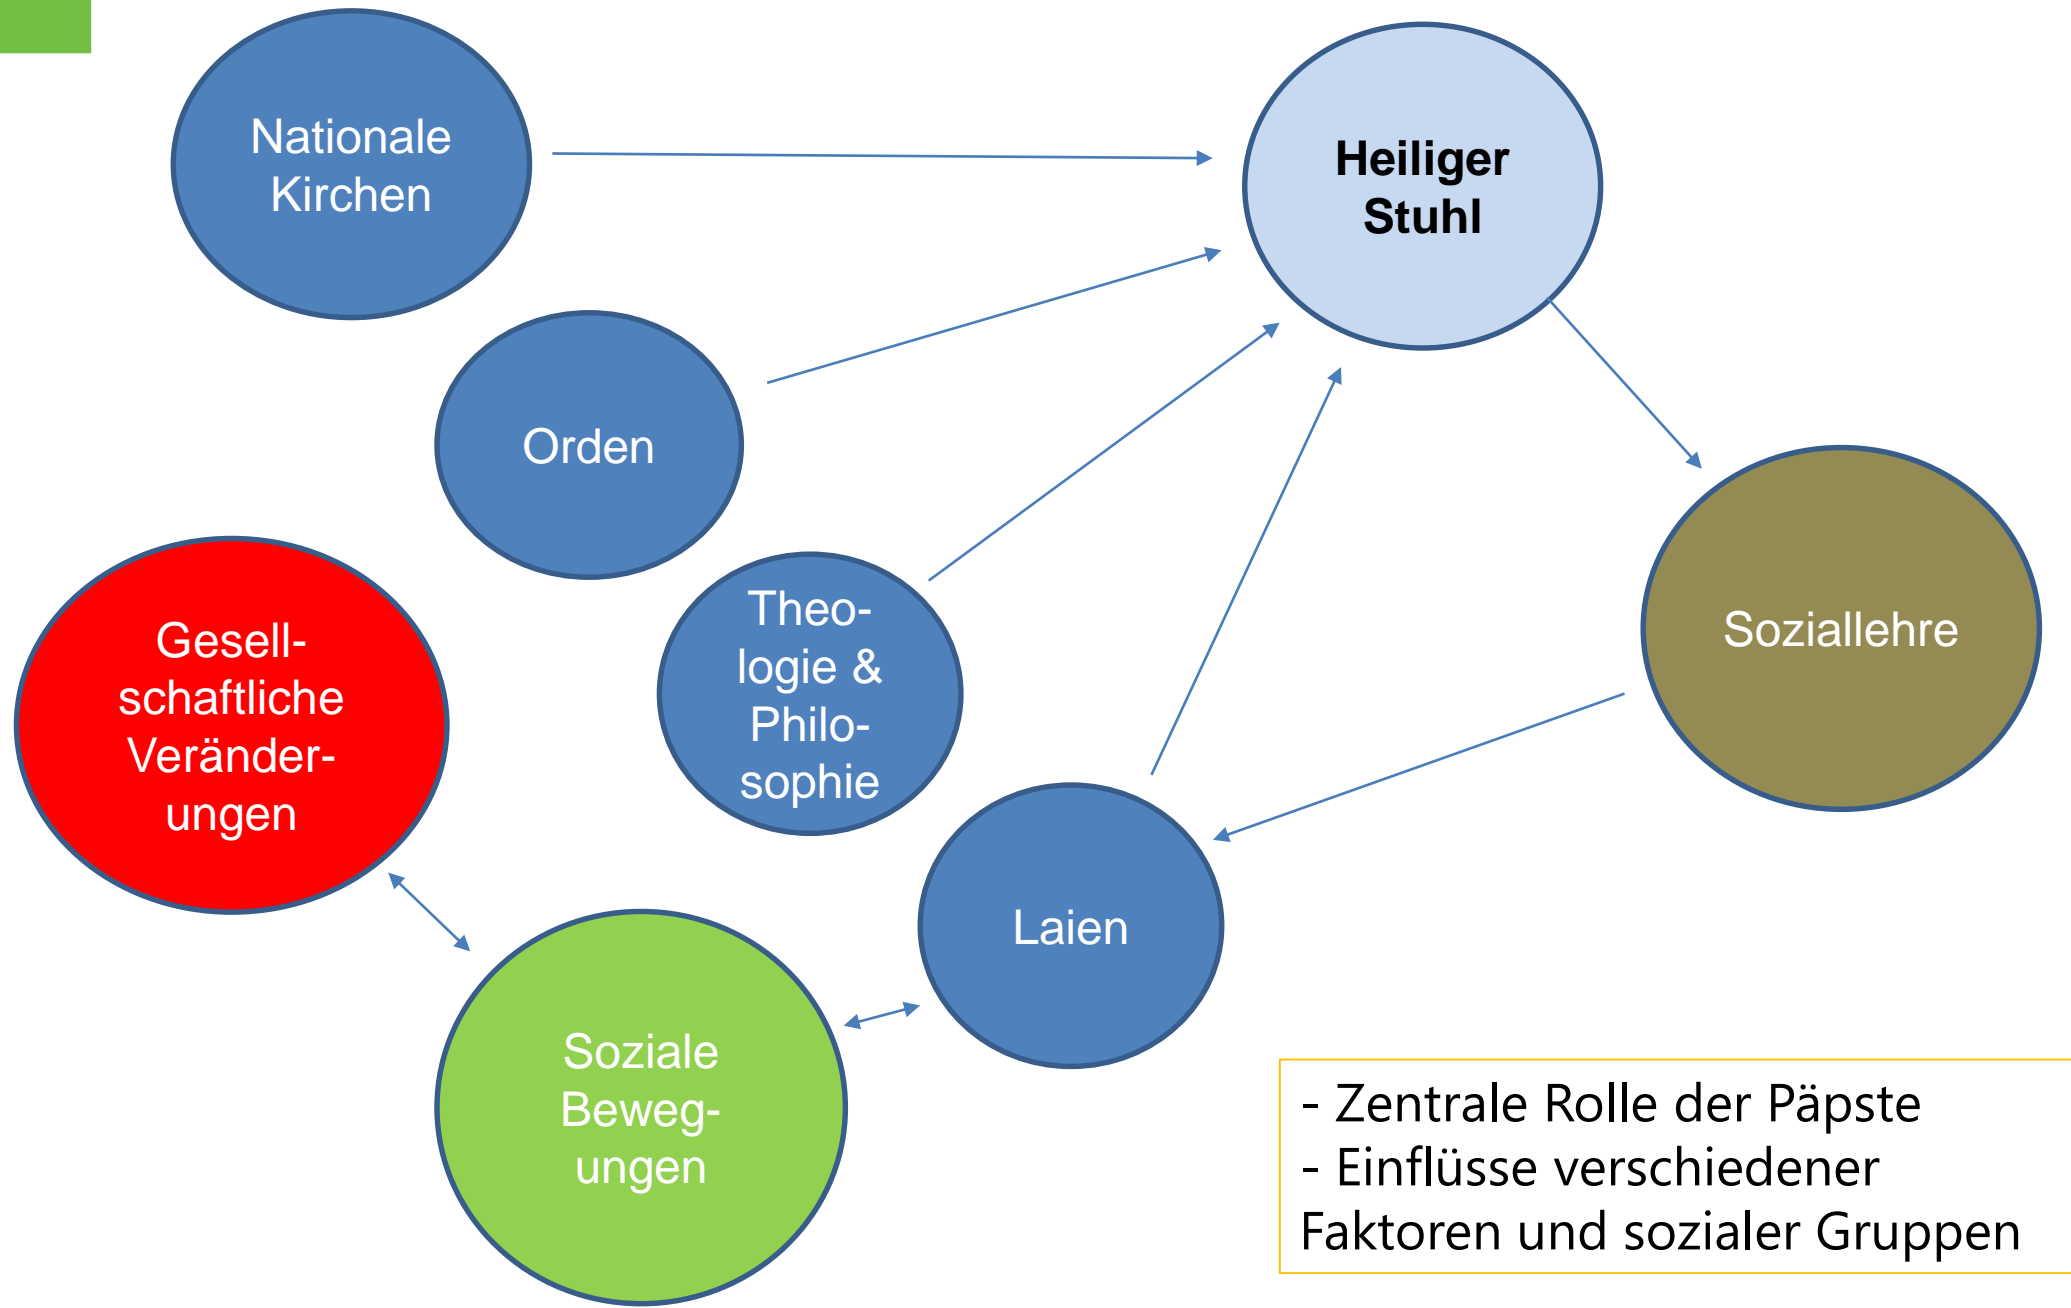 Nationale
Kirchen
Heiliger
Stuhl
Orden
Theo-
logie &
Philo-
sophie
Gesell-
schaftliche
Veränder-
ungen
Soziallehre
Laien
Soziale
Beweg-
ungen
- Zentrale Rolle der Päpste
- Einflüsse verschiedener
Faktoren und sozialer Gruppen